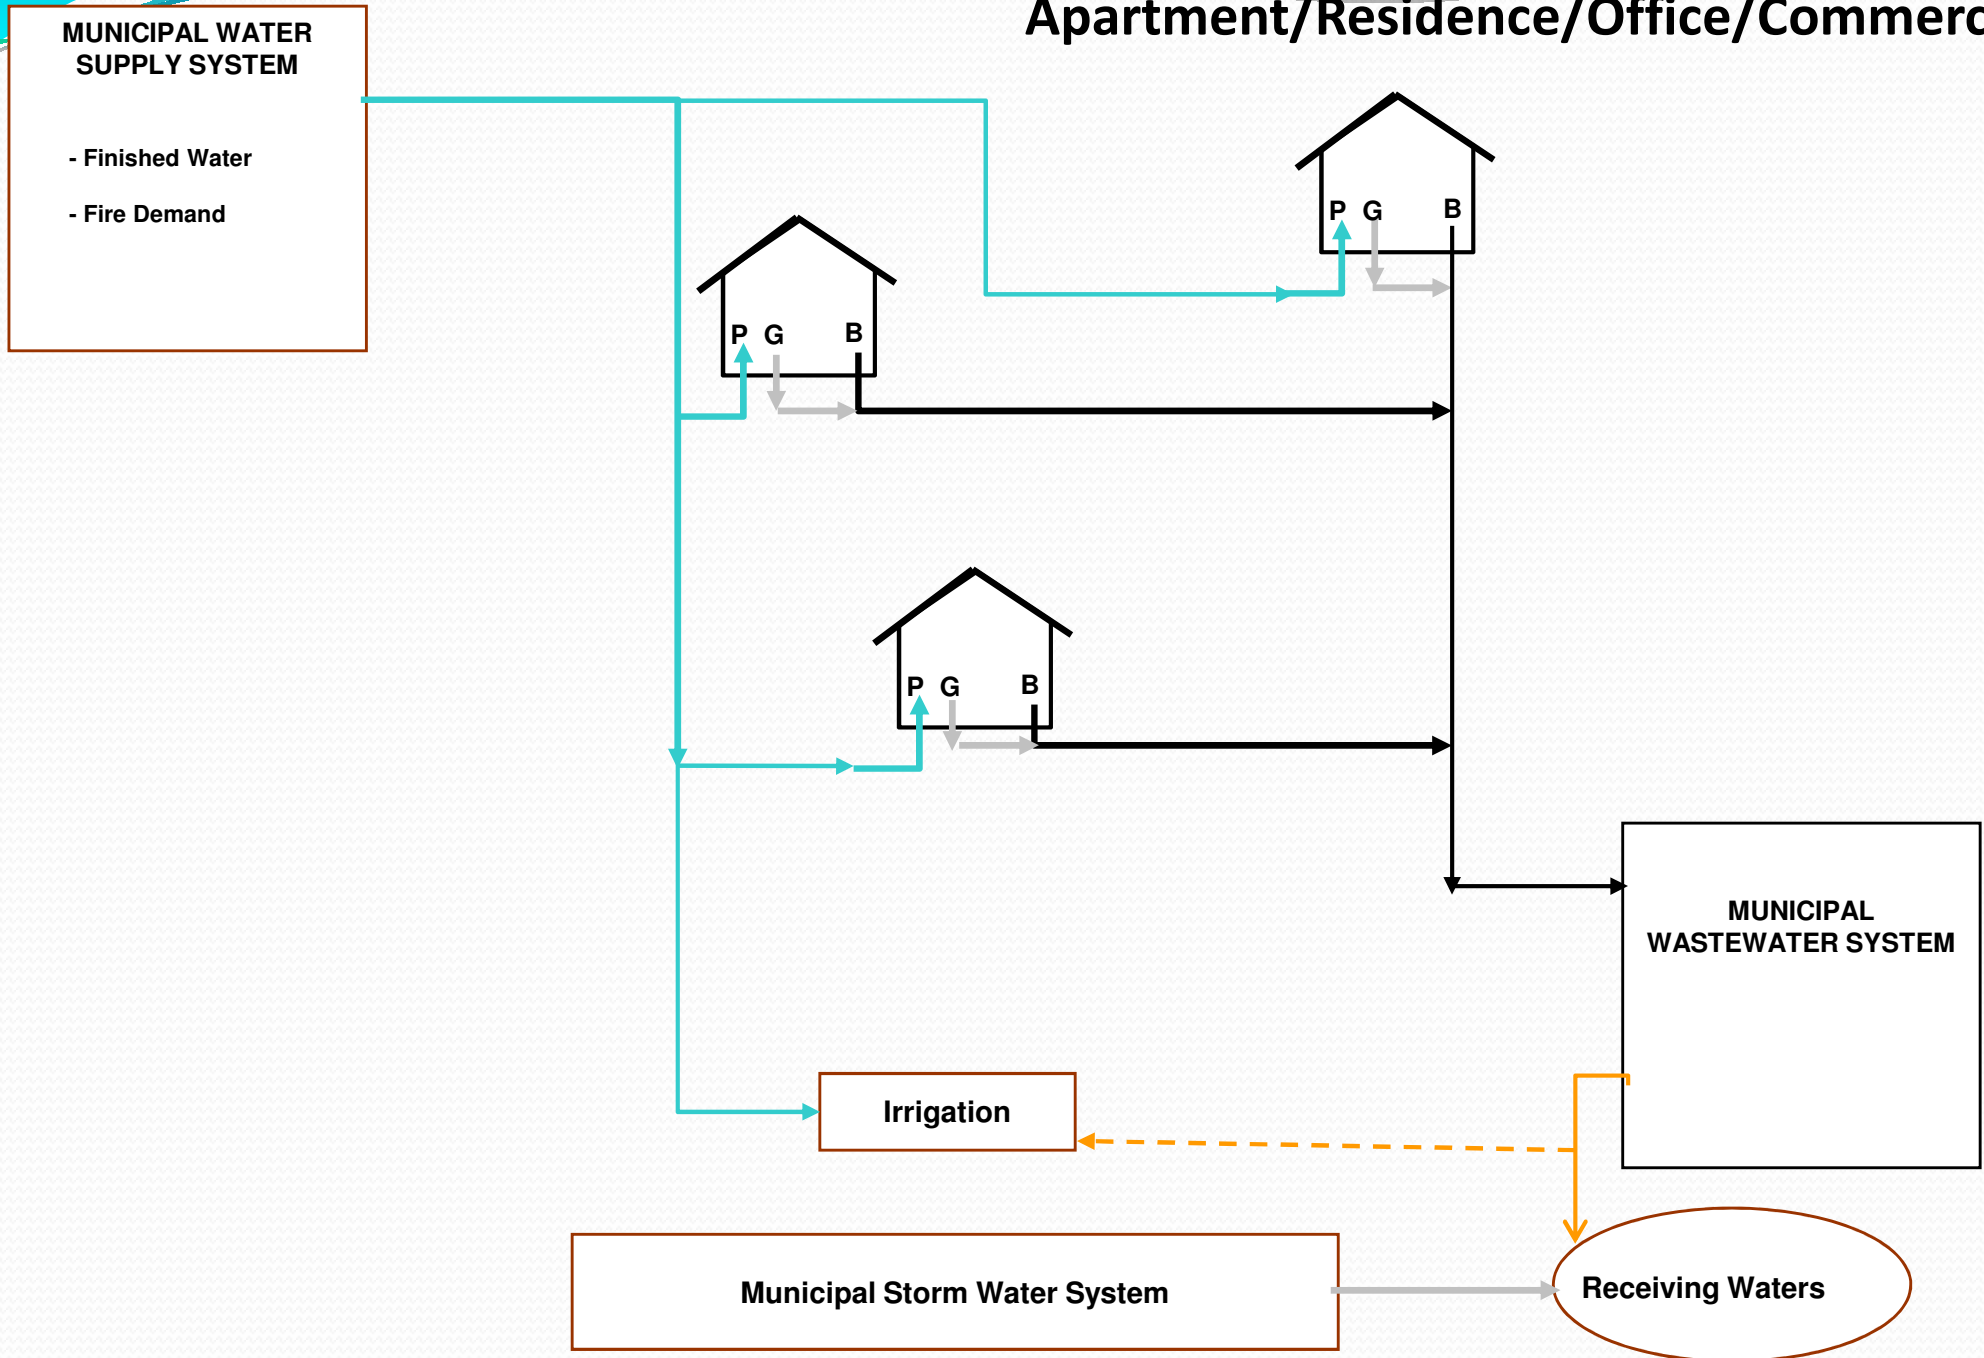 Apartment/Residence/Office/Commerc
MUNICIPAL WATER
SUPPLY SYSTEM
- Finished Water
- Fire Demand
P G B
P G B
P G B
MUNICIPAL
WASTEWATER SYSTEM
Irrigation
Municipal Storm Water System
Receiving Waters